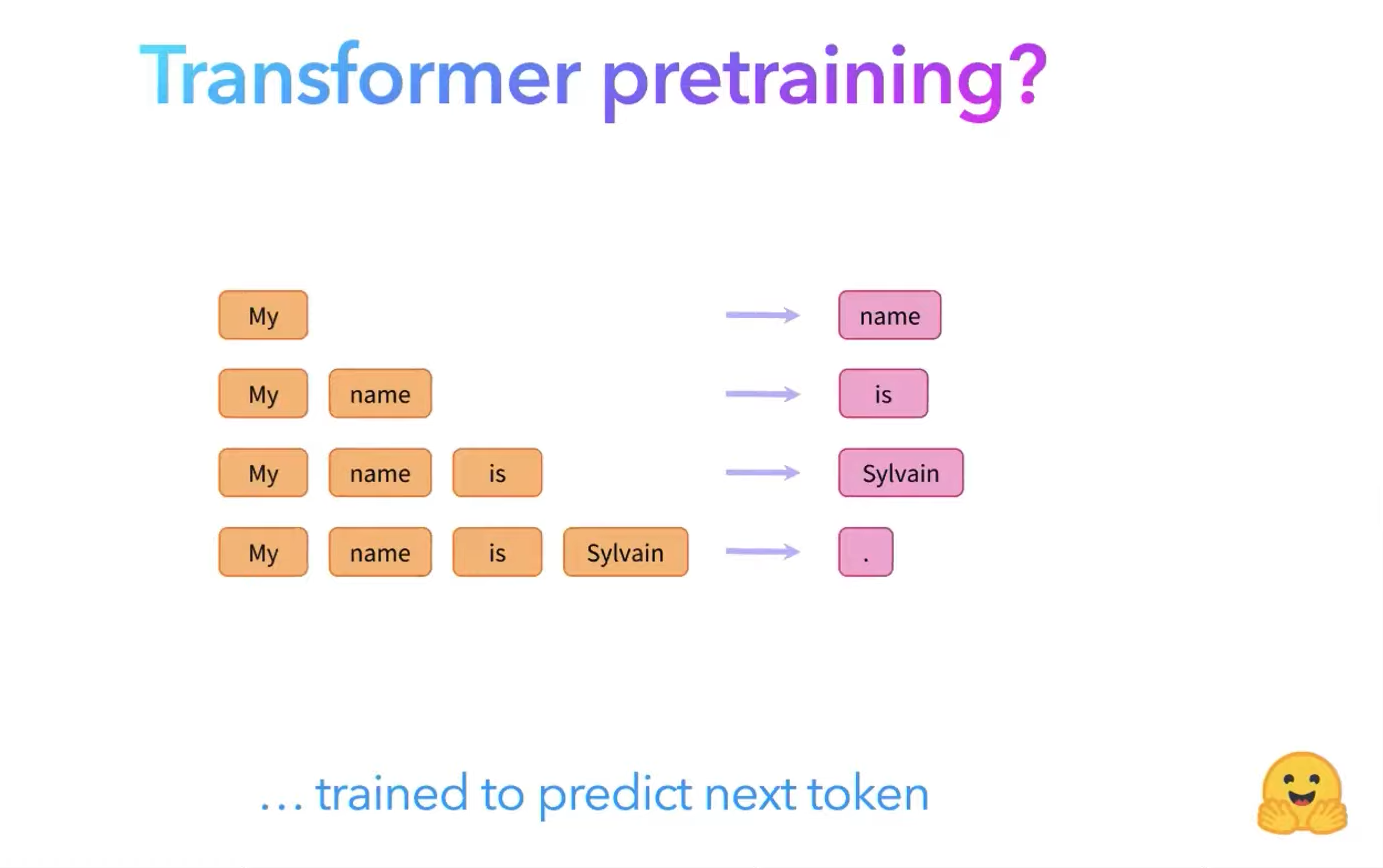 Transformer pretraining?
My name
My name is
My name is Sylvain
My name is Sylvain .
… trained to predict next token